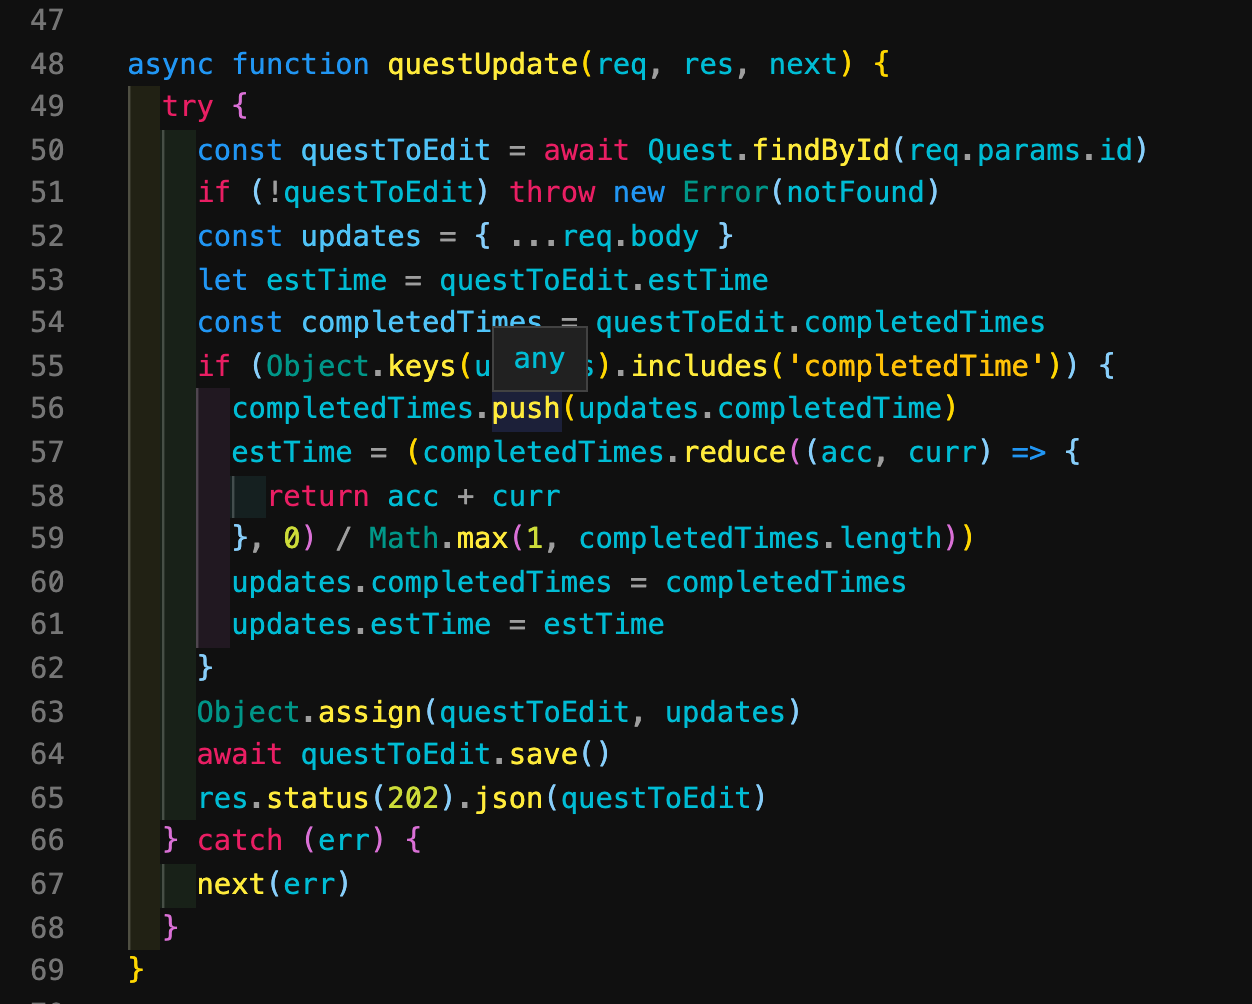 47
48 async function questUpdate(req, res, next) {
49 try {
50 const questToEdit = await Quest.findById(req.params.id)
51 if (!questToEdit) throw new Error(notFound)
52 const updates = { ...req.body }
53 let estTime = questToEdit.estTime
54 const completedTimes = questToEdit.completedTimes
any
55 if (Object.keys(u s).includes('completedTime')) {
56 completedTimes.push(updates.completedTime)
57 estTime = (completedTimes.reduce((acc, curr) => {
58 return acc + curr
59 }, 0) / Math.max(1, completedTimes.length))
60 updates.completedTimes = completedTimes
61 updates.estTime = estTime
62 }
63 Object.assign(questToEdit, updates)
64 await questToEdit.save()
65 res.status(202).json(questToEdit)
66 } catch (err) {
67 next(err)
68 }
69 }